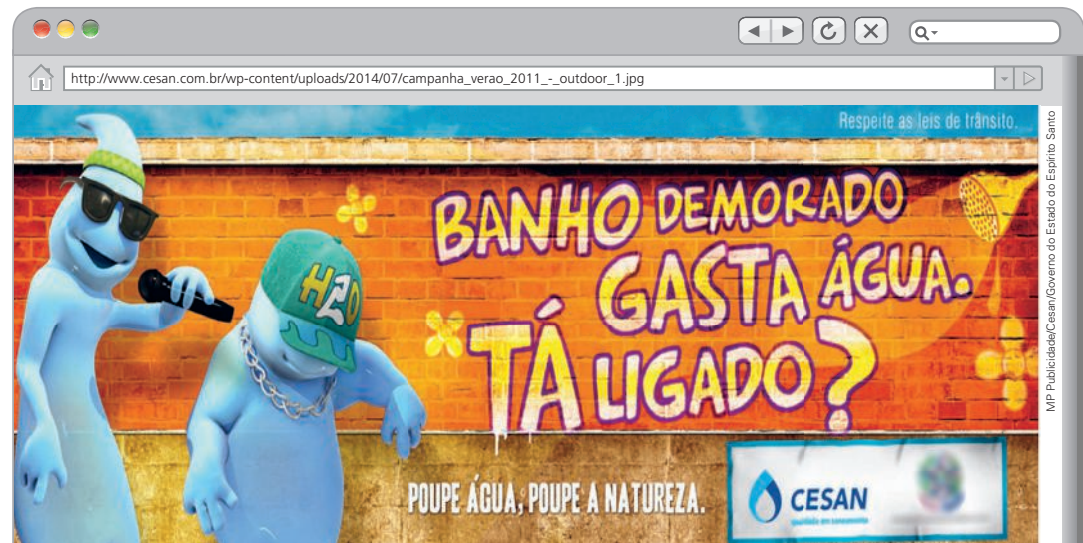 http://www.cesan.com.br/wp-content/uploads/2014/07/campanha_verao_2011_-_outdoor_1.jpg
Respeite as leis de trânsito.
MP Publicidade/Cesan/Governo do Estado do Espírito Santo
BANHO DEMORADO
GASTA ÁGUA.
TÁ LIGADO?
H2O
POUPE ÁGUA, POUPE A NATUREZA.
CESAN